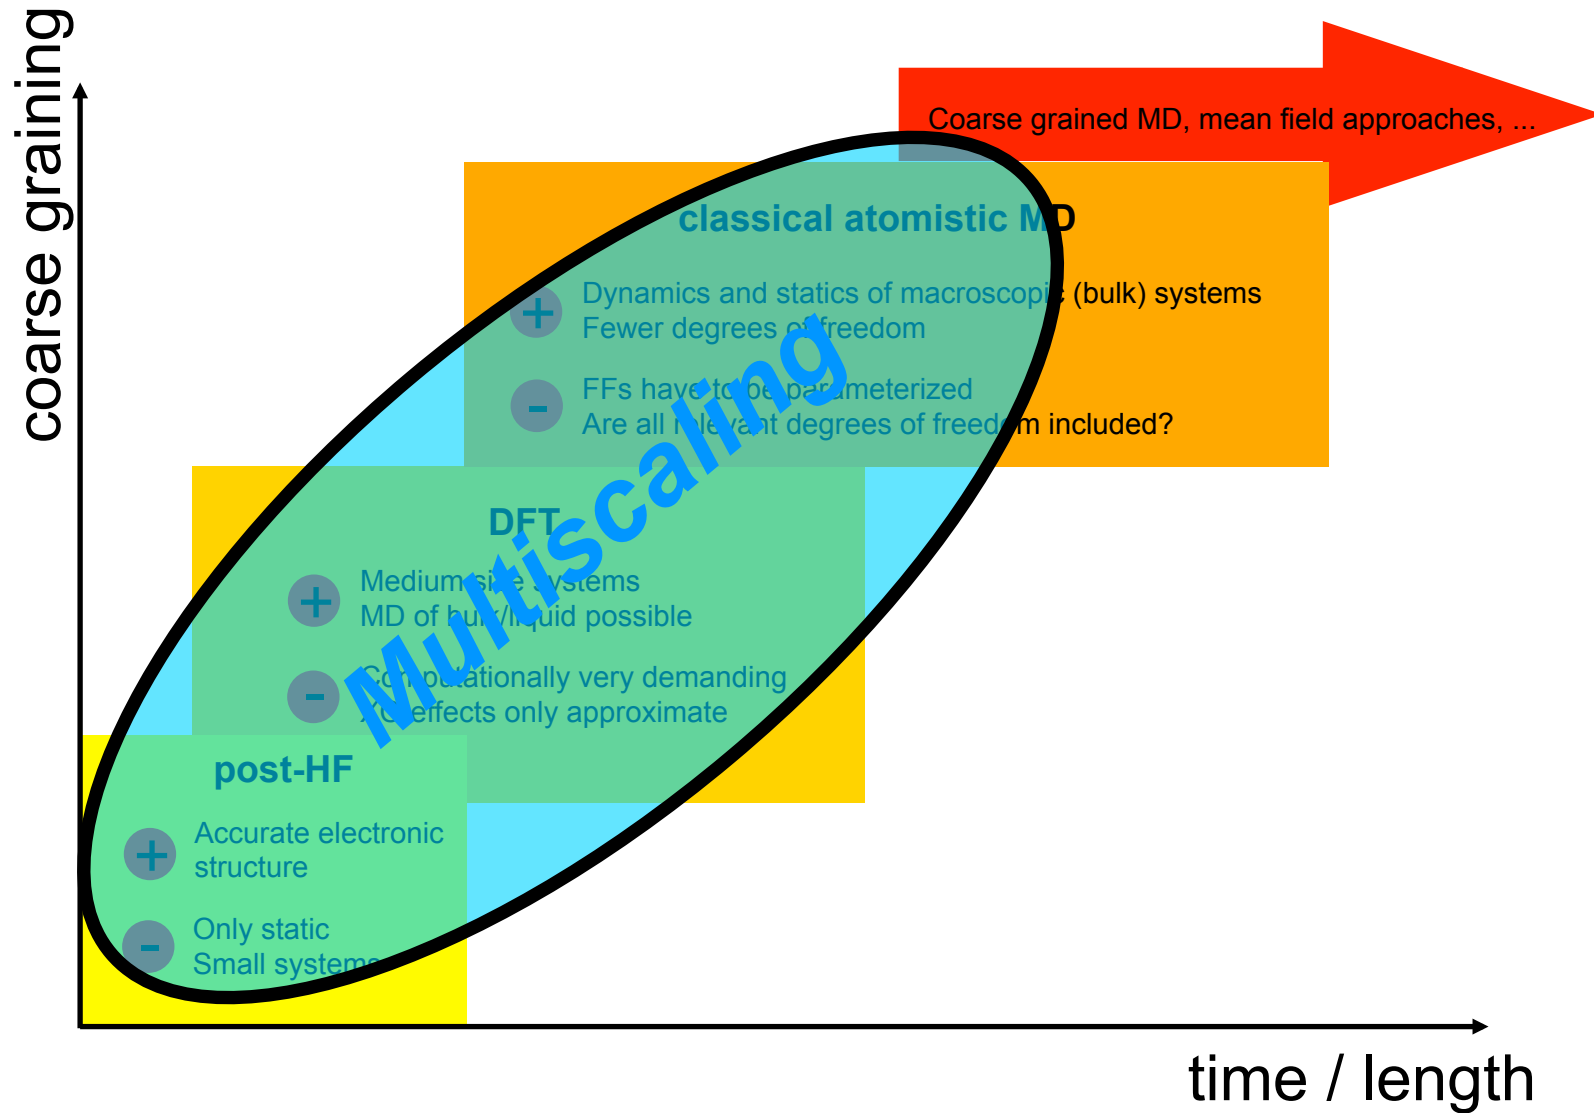 coarse graining
Coarse grained MD, mean field approaches, ...
classical atomistic MD
+
Dynamics and statics of macroscopic (bulk) systems
Fewer degrees of freedom
-
FFs have to be parameterized
Are all relevant degrees of freedom included?
Multiscaling
DFT
+
Medium size systems
MD of bulk/liquid possible
-
Computationally very demanding
XC effects only approximate
post-HF
+
Accurate electronic
structure
-
Only static
Small systems
time / length